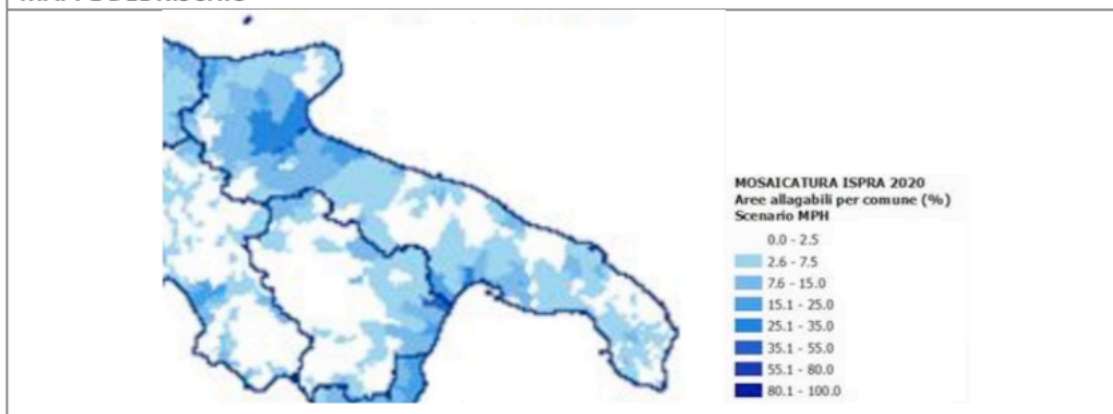 MOSAICATURA ISPRA 2020
Aree allagabili per comune (%)
Scenario MPH
0.0 - 2.5
2.6 - 7.5
7.6 - 15.0
15.1 - 25.0
25.1 - 35.0
35.1 - 55.0
55.1 - 80.0
80.1 - 100.0